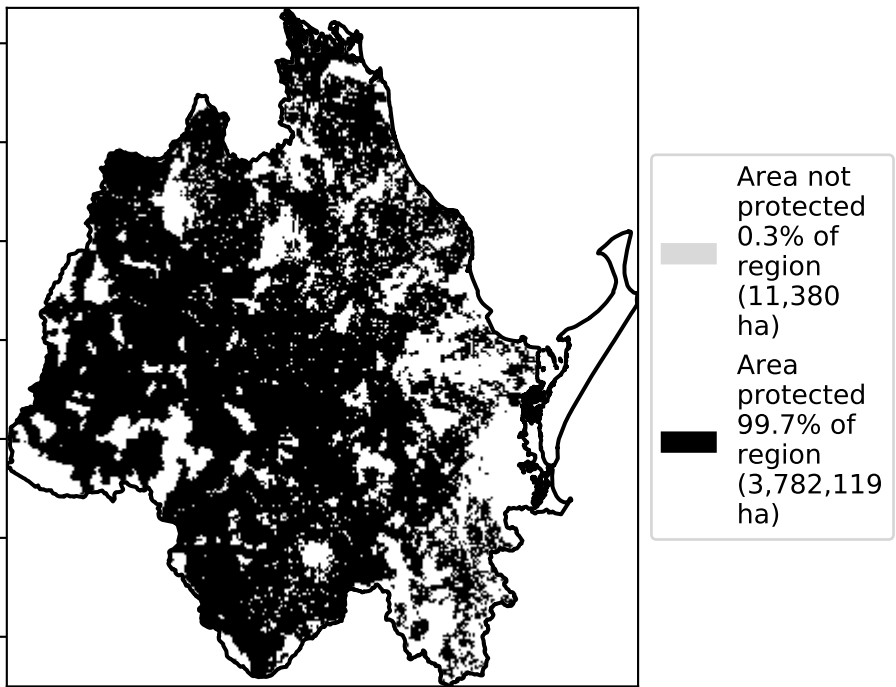 Area not
protected
0.3% of
region
(11,380
ha)
Area
protected
99.7% of
region
(3,782,119
ha)